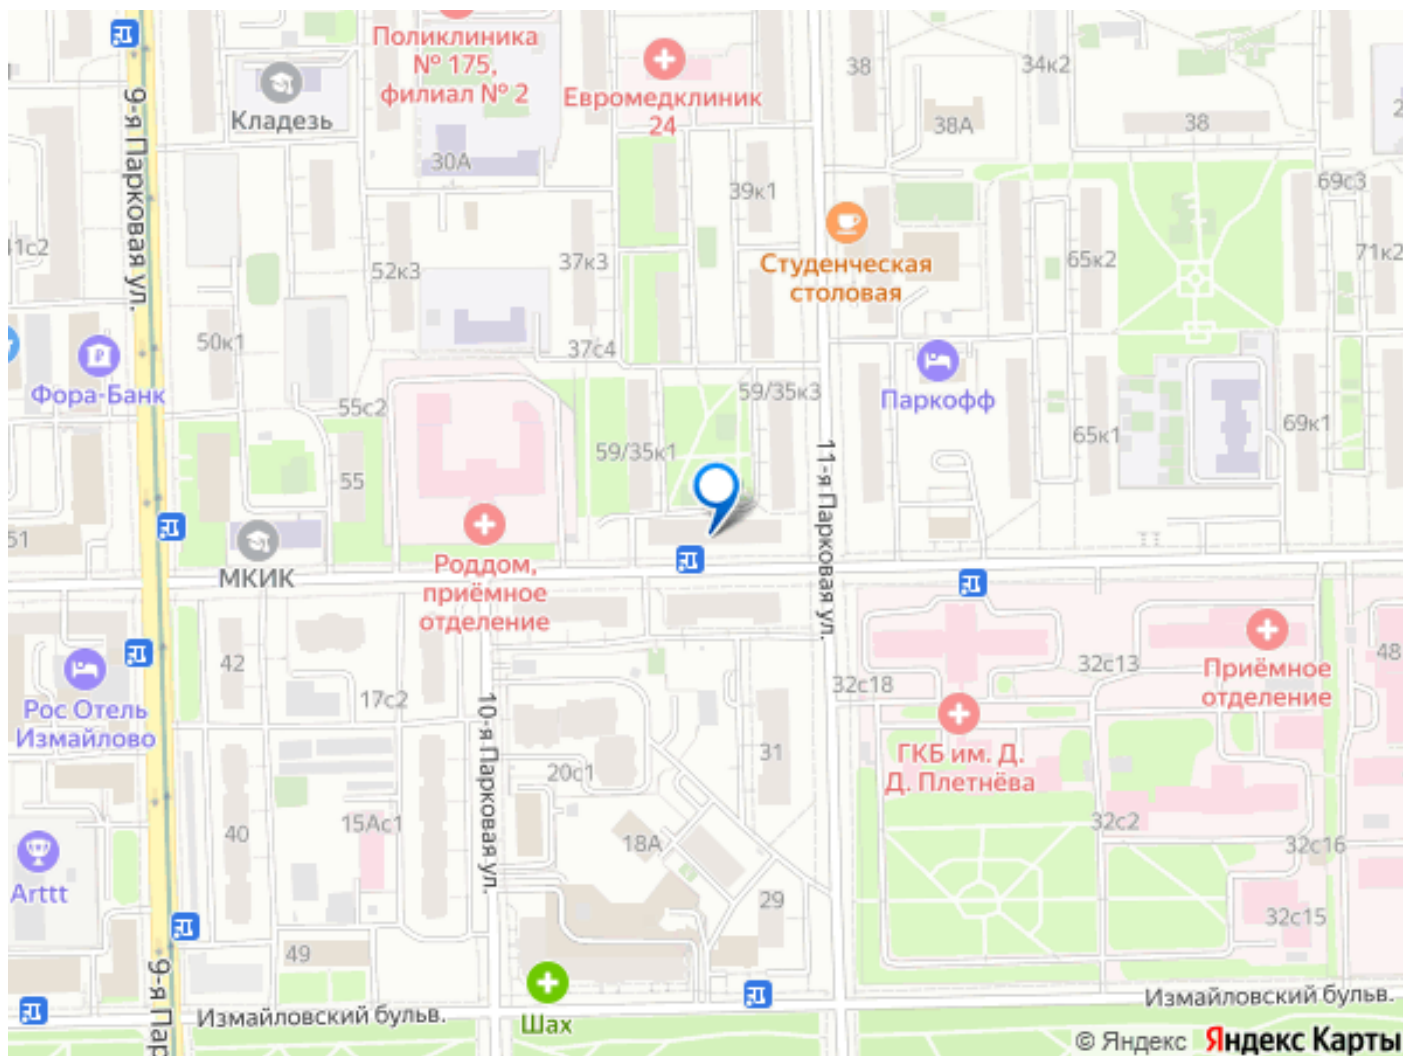 Поликлиника
№ 175,
филиал № 2
Кладезь
9-я Парковая ул.
30А
Евромедклиник
24
38
34к2
38А
38
39к1
69с3
41с2
52к3
37к3
Студенческая
столовая
65к2
71к2
50к1
37с4
Фора-Банк
55с2
59/35к3
Паркофф
59/35к1
65к1
69к1
11-я Парковая ул.
55
51
МКИК
Роддом,
приёмное
отделение
42
17с2
Рос Отель
Измайлово
10-я Парковая ул.
32с18
32с13
Приёмное
отделение
48
31
20с1
ГКБ им. Д.
Д. Плетнёва
40
15Ас1
18А
32с2
32с16
Arttt
29
32с15
49
9-я Пар
Шах
Измайловский бульв.
Измайловский бульв.
© Яндекс Яндекс Карты